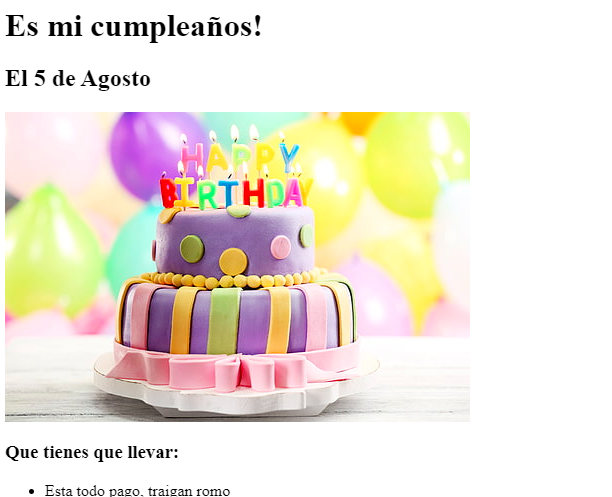 Es mi cumpleaños!
El 5 de Agosto
HAPPY
BIRTHDAY
Que tienes que llevar:
Esta todo pago, traigan romo